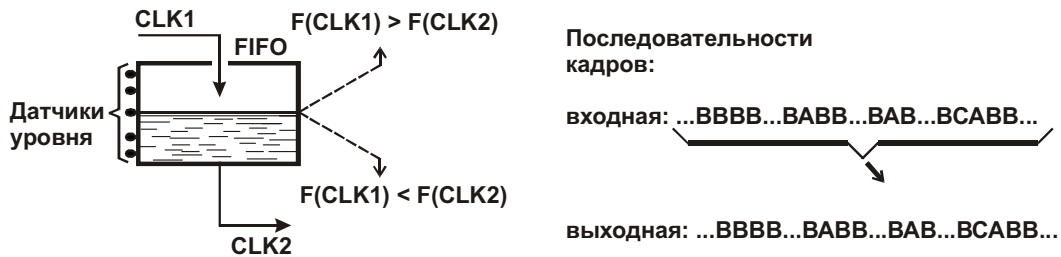 CLK1
F(CLK1) > F(CLK2)
FIFO
Датчики
уровня
F(CLK1) < F(CLK2)
CLK2
Последовательности
кадров:
входная: ...BBBB...BABB...BAB...BCABB...
выходная: ...BBBB...BABB...BAB...BCABB...